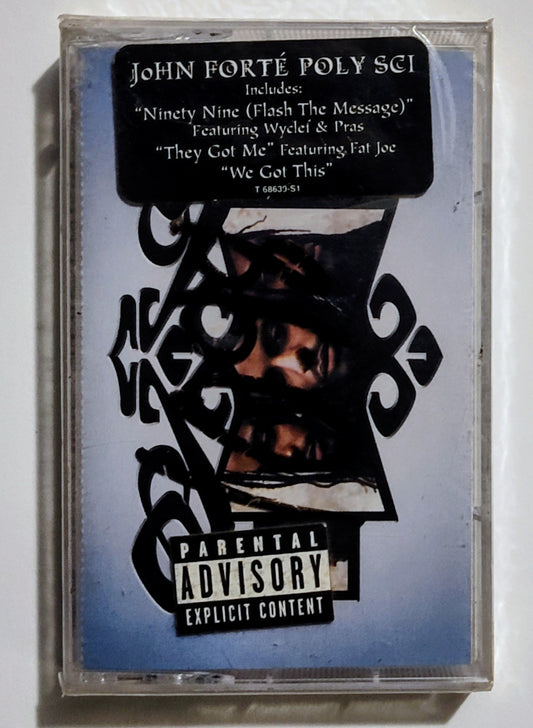 JoHN FORTÉ POLY SCI
Includes:
“Ninety Nine (Flash The Message)”
Featuring Wyclef & Pras
“They Got Me” Featuring Fat Joe
“We Got This”
T 68639-S1
PARENTAL
ADVISORY
EXPLICIT CONTENT